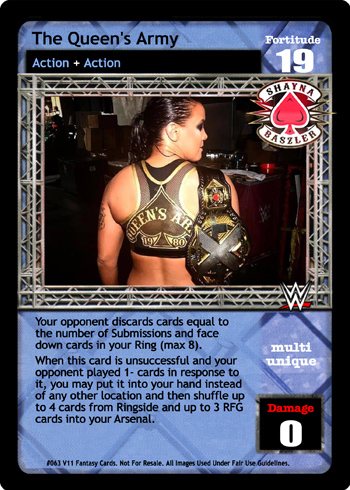 The Queen's Army
Fortitude
Action + Action
19
SHAYNA
BASZLER
QUEEN'S AR
1980
W
Your opponent discards cards equal to
the number of Submissions and face
down cards in your Ring (max 8).
When this card is unsuccessful and your
opponent played 1- cards in response to
it, you may put it into your hand instead
of any other location and then shuffle up
to 4 cards from Ringside and up to 3 RFG
cards into your Arsenal.
multi
unique
Damage
0
#063 V11 Fantasy Cards. Not For Resale. All Images Used Under Fair Use Guidelines.